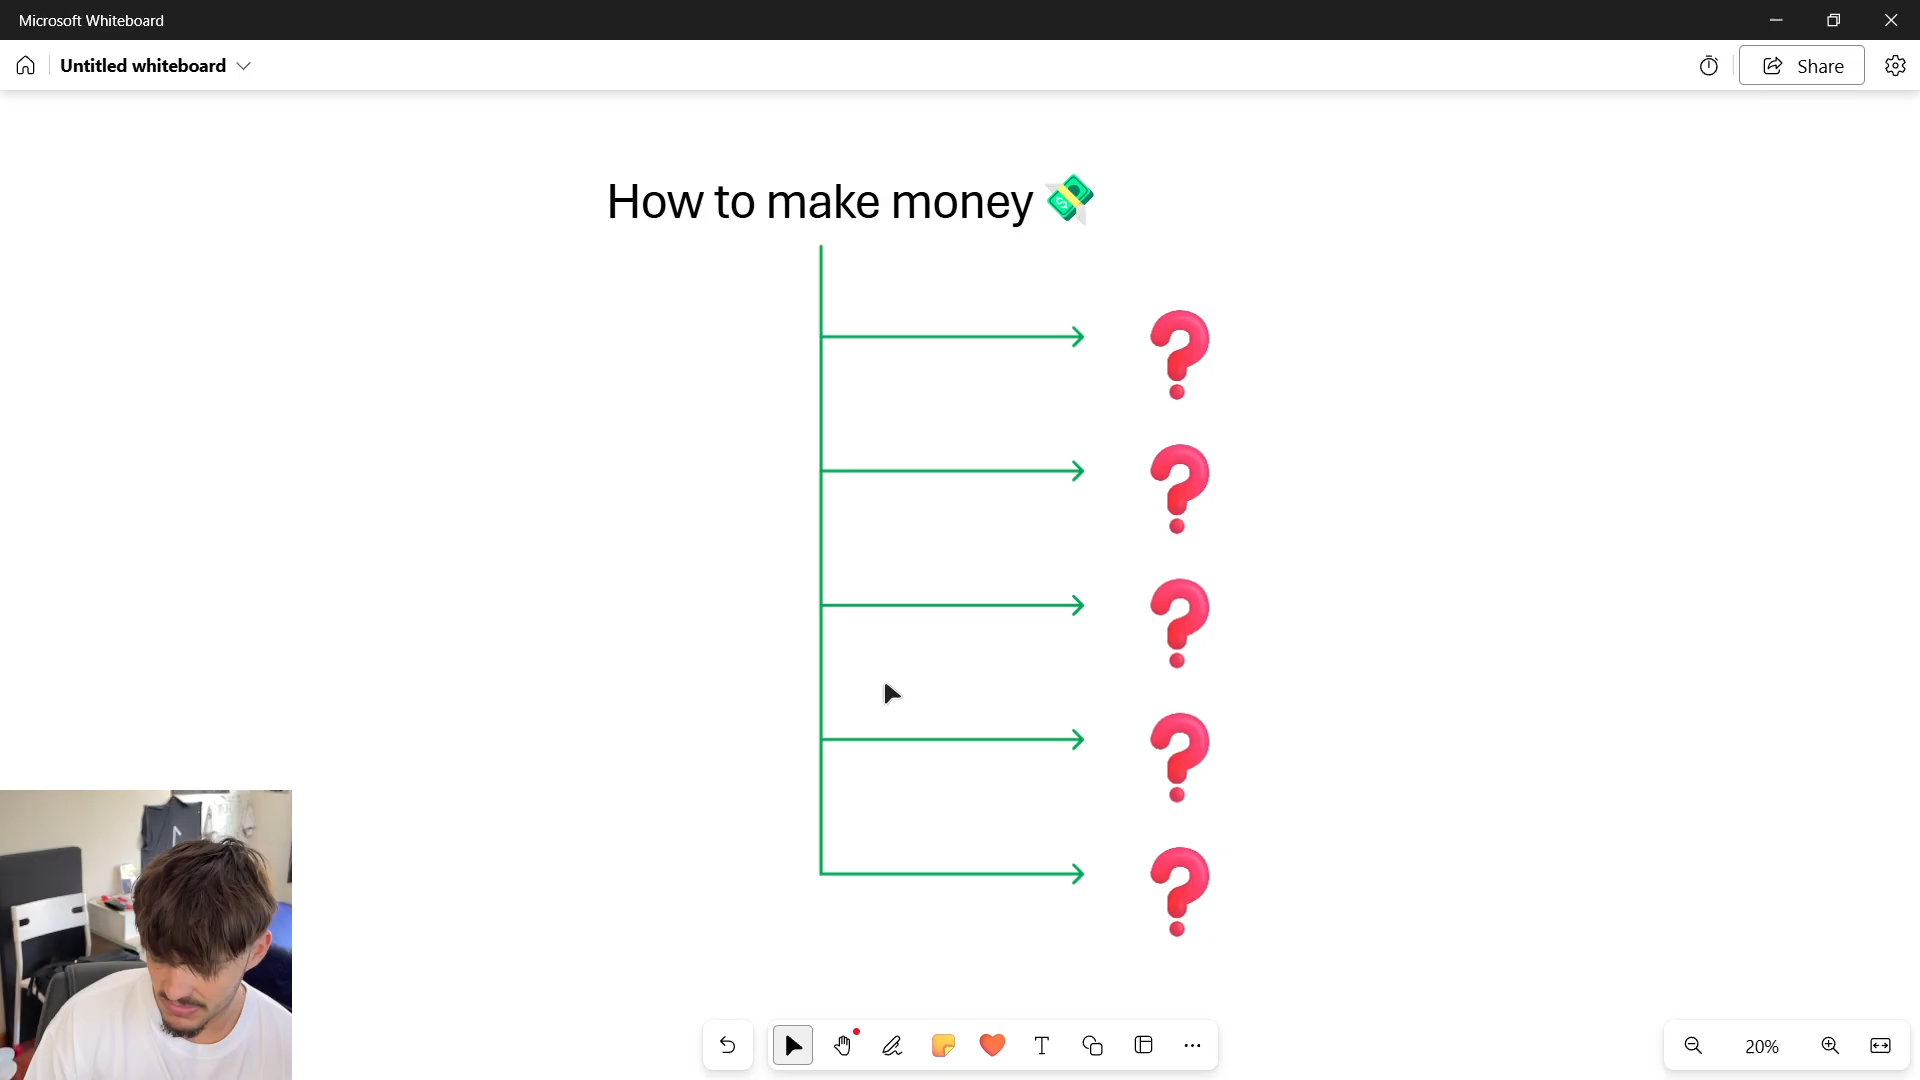 Microsoft Whiteboard
Untitled whiteboard
Share
How to make money 💸
❓
❓
❓
❓
❓
20%